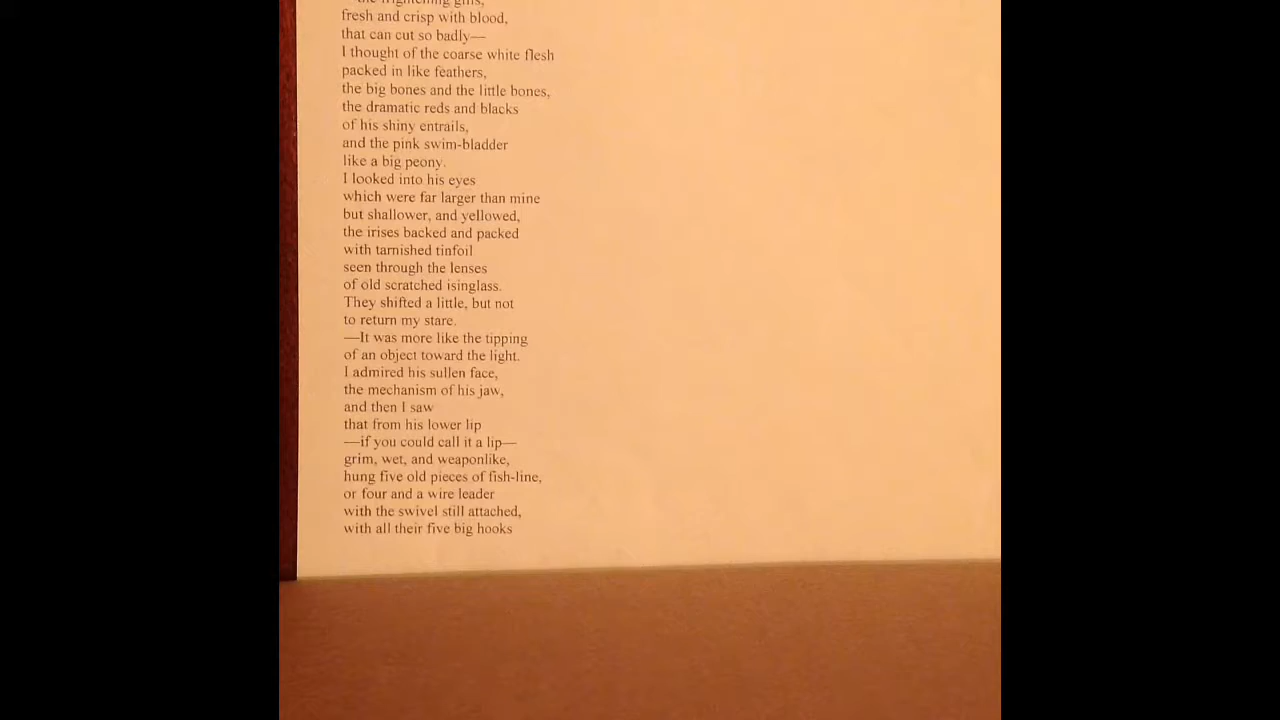 —the frightening gills,
fresh and crisp with blood,
that can cut so badly—
I thought of the coarse white flesh
packed in like feathers,
the big bones and the little bones,
the dramatic reds and blacks
of his shiny entrails,
and the pink swim-bladder
like a big peony.
I looked into his eyes
which were far larger than mine
but shallower, and yellowed,
the irises backed and packed
with tarnished tinfoil
seen through the lenses
of old scratched isinglass.
They shifted a little, but not
to return my stare.
—It was more like the tipping
of an object toward the light.
I admired his sullen face,
the mechanism of his jaw,
and then I saw
that from his lower lip
—if you could call it a lip—
grim, wet, and weaponlike,
hung five old pieces of fish-line,
or four and a wire leader
with the swivel still attached,
with all their five big hooks